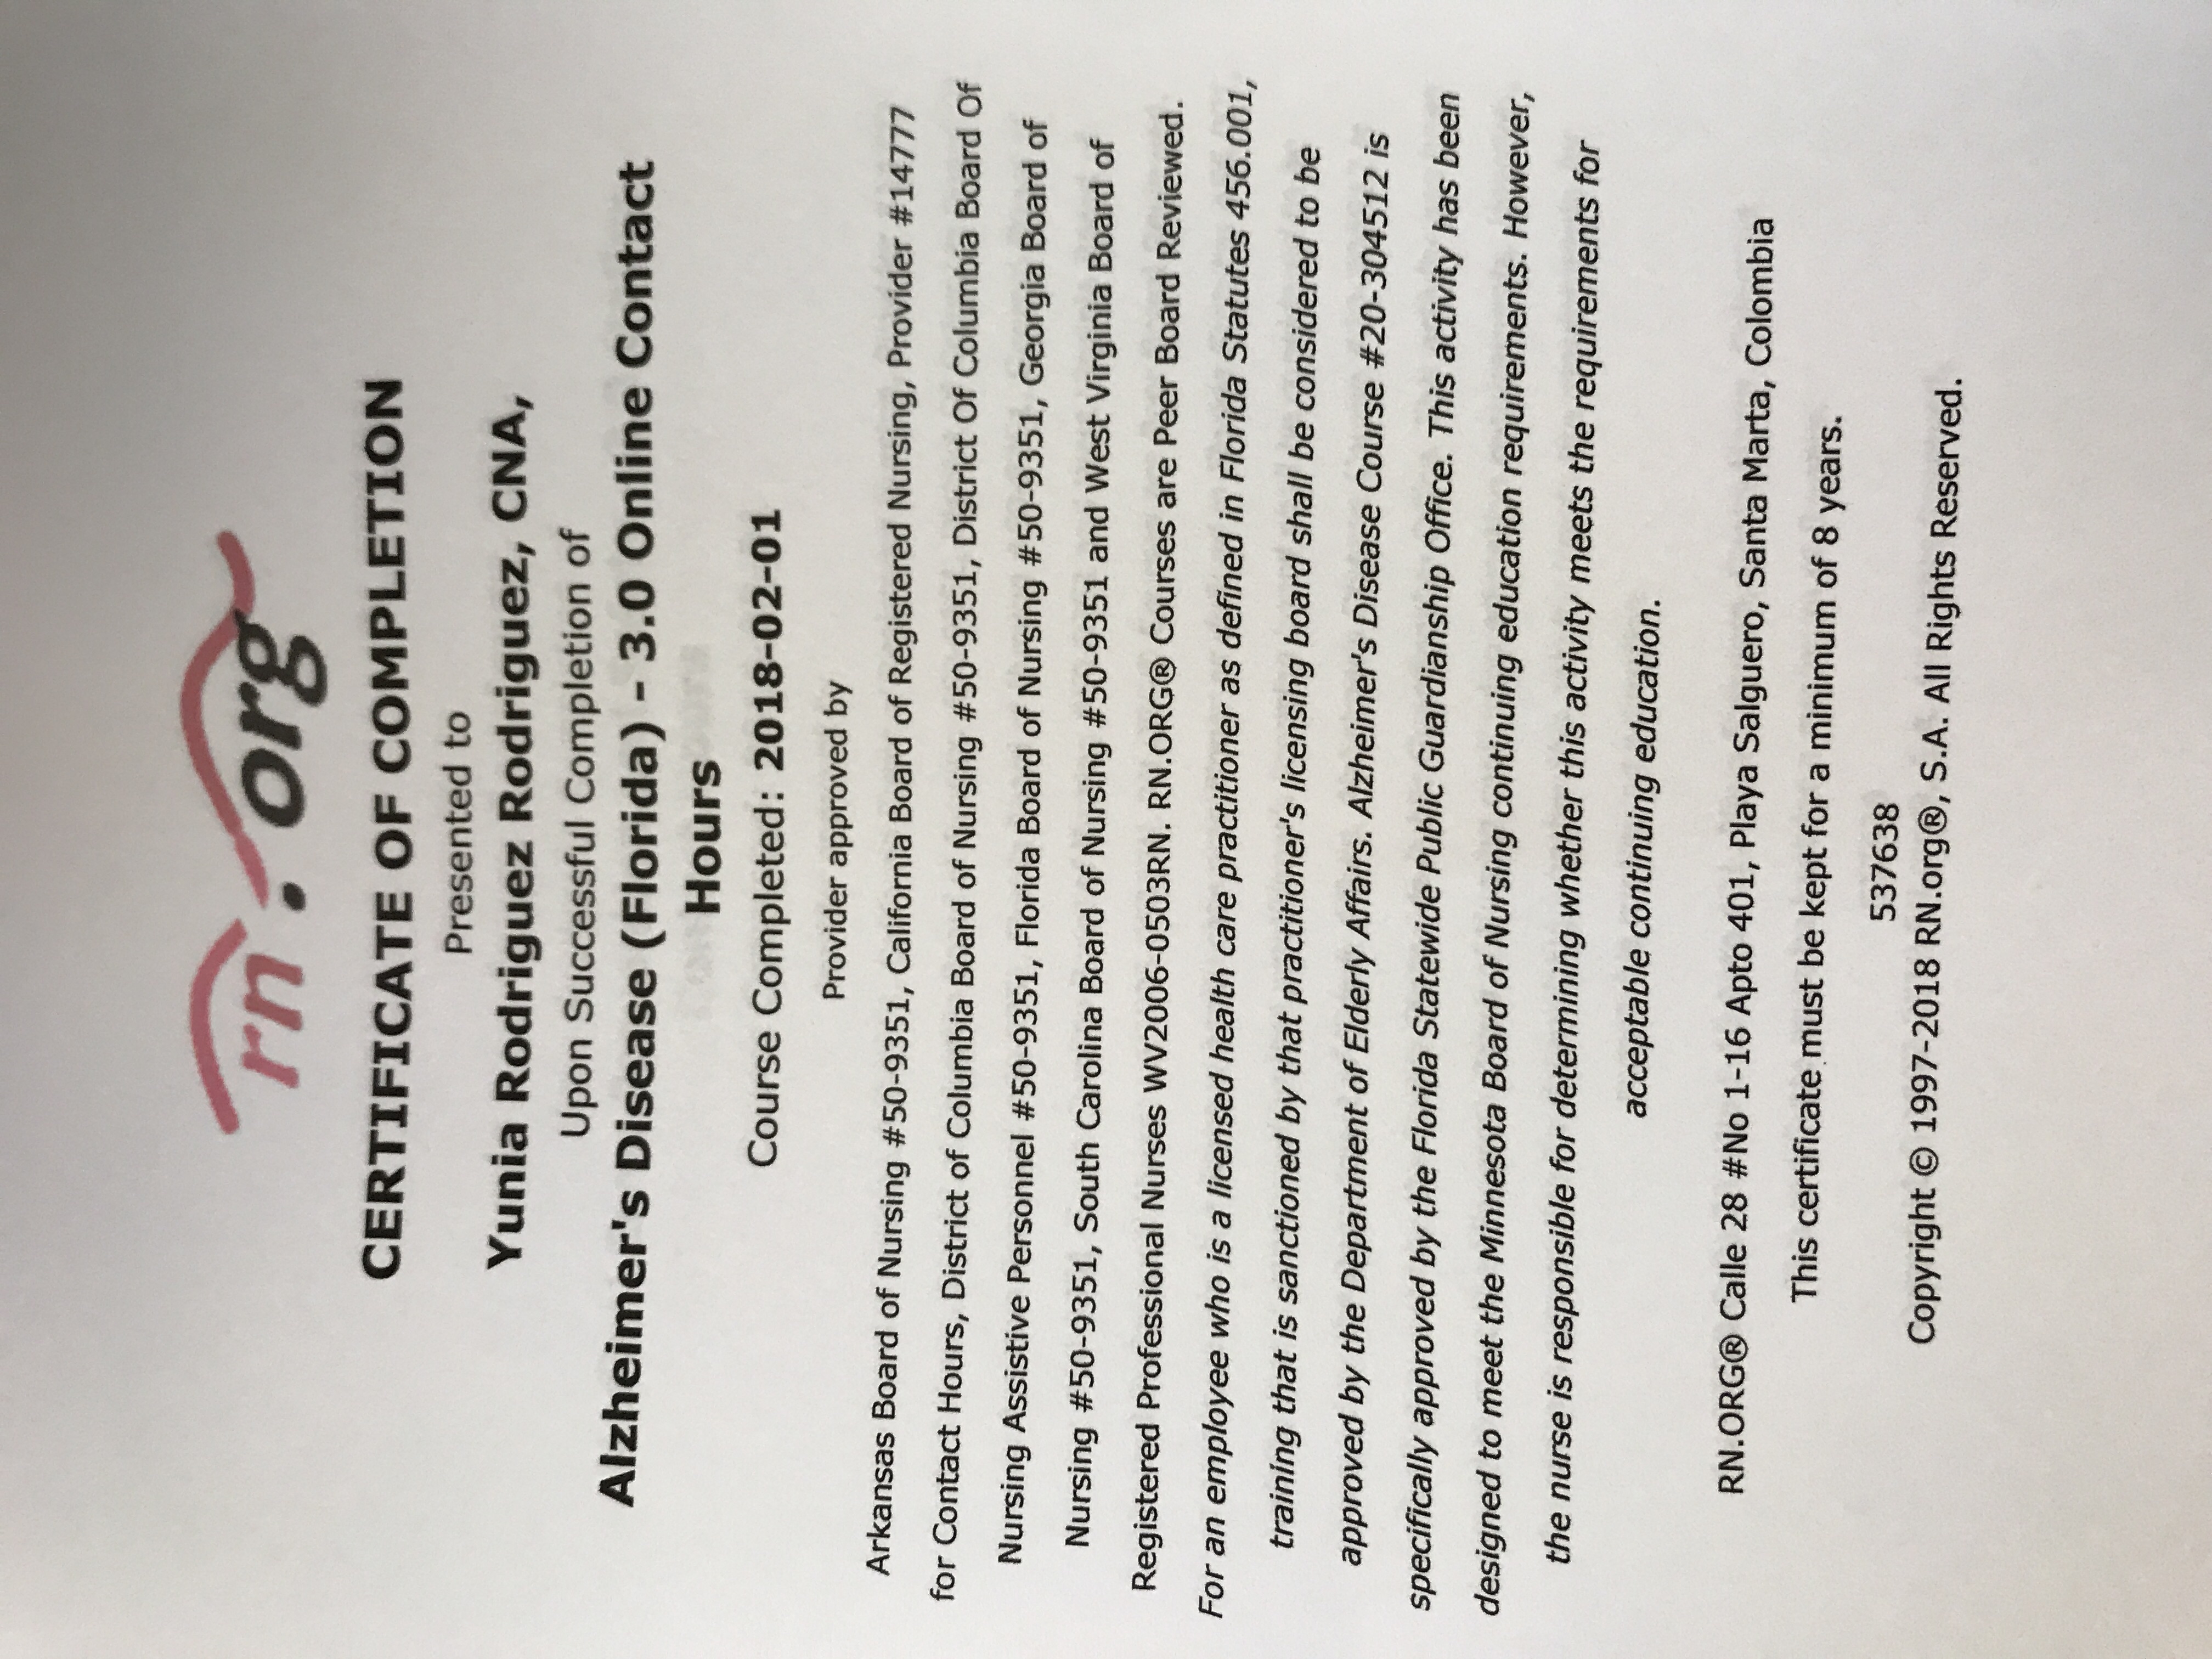 rn.org
CERTIFICATE OF COMPLETION
Presented to
Yunia Rodriguez Rodriguez, CNA,
Upon Successful Completion of
Alzheimer's Disease (Florida) - 3.0 Online Contact
Hours
Course Completed: 2018-02-01
Provider approved by
Arkansas Board of Nursing #50-9351, California Board of Registered Nursing, Provider #14777
for Contact Hours, District of Columbia Board of Nursing #50-9351, District Of Columbia Board Of
Nursing Assistive Personnel #50-9351, Florida Board of Nursing #50-9351, Georgia Board of
Nursing #50-9351, South Carolina Board of Nursing #50-9351 and West Virginia Board of
Registered Professional Nurses WV2006-0503RN. RN.ORG® Courses are Peer Board Reviewed.
For an employee who is a licensed health care practitioner as defined in Florida Statutes 456.001,
training that is sanctioned by that practitioner's licensing board shall be considered to be
approved by the Department of Elderly Affairs. Alzheimer's Disease Course #20-304512 is
specifically approved by the Florida Statewide Public Guardianship Office. This activity has been
designed to meet the Minnesota Board of Nursing continuing education requirements. However,
the nurse is responsible for determining whether this activity meets the requirements for
acceptable continuing education.
RN.ORG® Calle 28 #No 1-16 Apto 401, Playa Salguero, Santa Marta, Colombia
This certificate must be kept for a minimum of 8 years.
537638
Copyright © 1997-2018 RN.org®, S.A. All Rights Reserved.